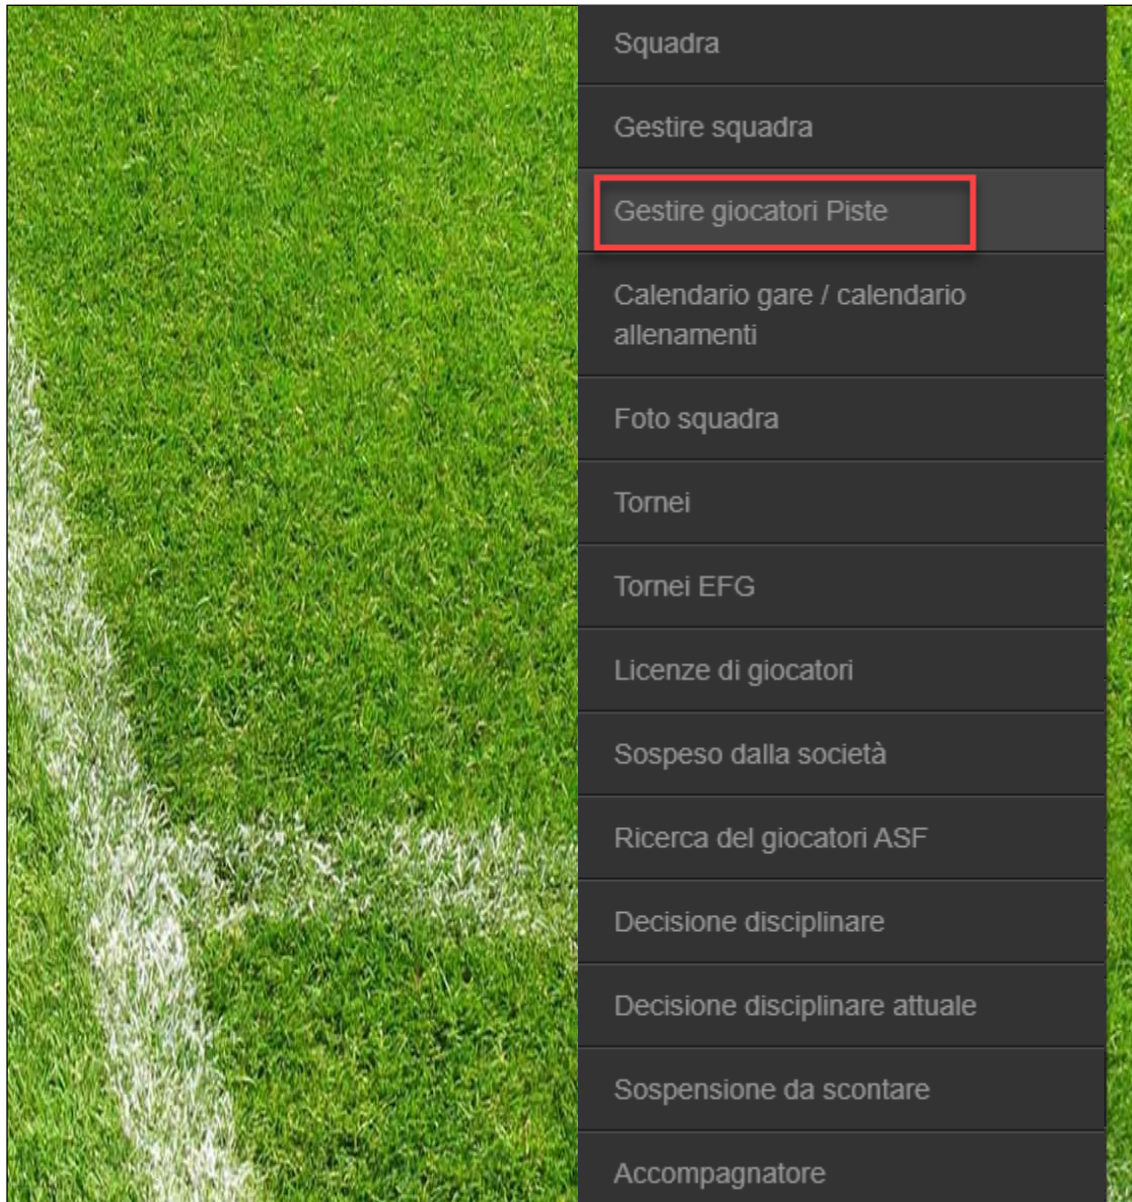 Squadra
Gestire squadra
Gestire giocatori Piste
Calendario gare / calendario
allenamenti
Foto squadra
Tornei
Tornei EFG
Licenze di giocatori
Sospeso dalla società
Ricerca del giocatori ASF
Decisione disciplinare
Decisione disciplinare attuale
Sospensione da scontare
Accompagnatore